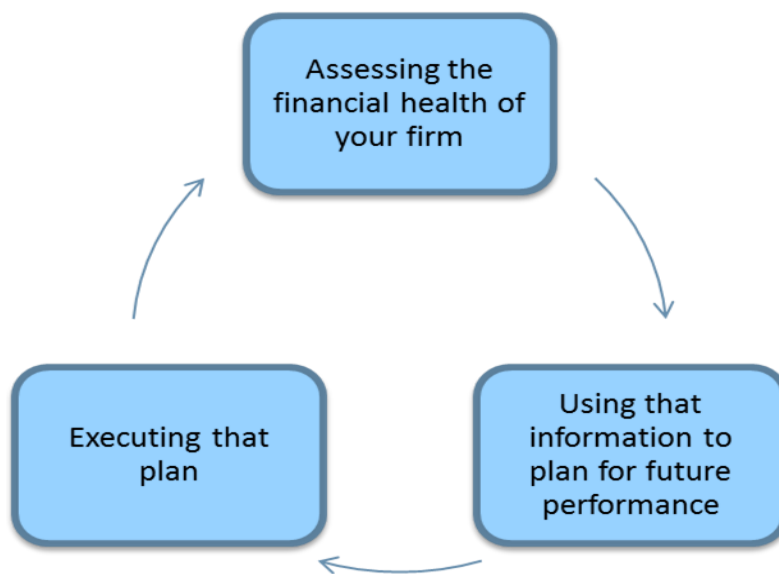 Assessing the
financial health of
your firm
Using that
information to
plan for future
performance
Executing that
plan